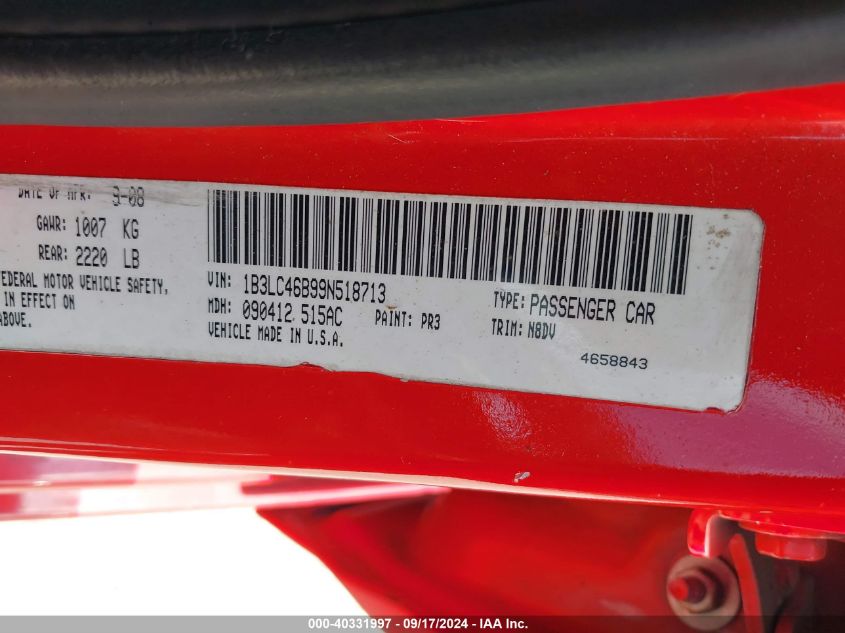 DATE OF MFR: 9-08
GAWR: 1007 KG
REAR: 2220 LB
FEDERAL MOTOR VEHICLE SAFETY,
IN EFFECT ON
ABOVE.
VIN: 1B3LC46B99N518713
MDH: 090412 515AC
PAINT: PR3
VEHICLE MADE IN U.S.A.
TYPE: PASSENGER CAR
TRIM: N8DV
4658843
000-40331997 - 09/17/2024 - IAA Inc.